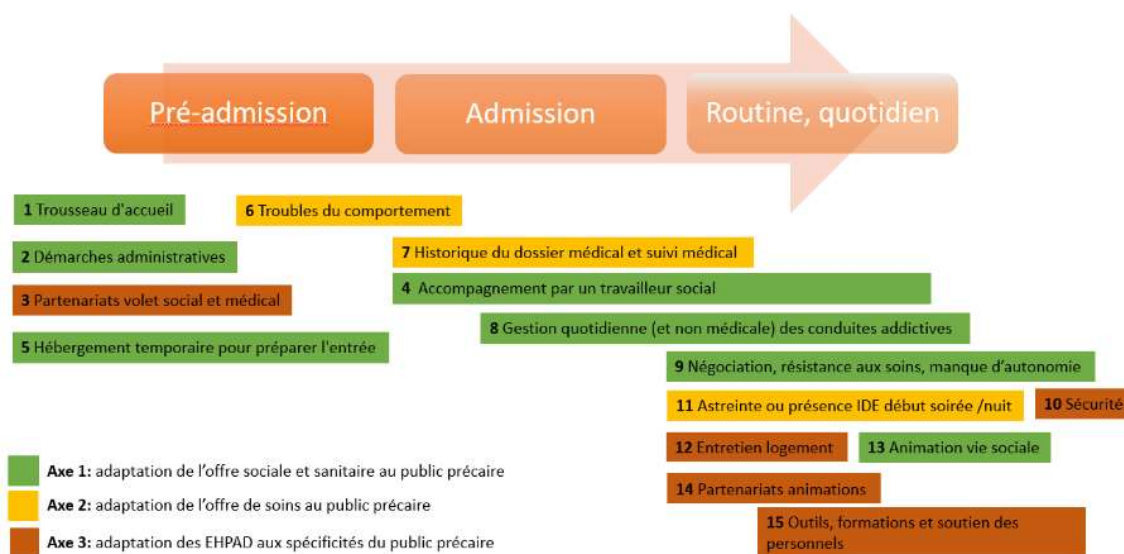 Pré-admission
Admission
Routine, quotidien
1 Trousseau d'accueil
6 Troubles du comportement
2 Démarches administratives
7 Historique du dossier médical et suivi médical
3 Partenariats volet social et médical
4 Accompagnement par un travailleur social
8 Gestion quotidienne (et non médicale) des conduites addictives
5 Hébergement temporaire pour préparer l'entrée
9 Négociation, résistance aux soins, manque d'autonomie
11 Astreinte ou présence IDE début soirée /nuit
10 Sécurité
12 Entretien logement
13 Animation vie sociale
14 Partenariats animations
15 Outils, formations et soutien des
personnels
Axe 1: adaptation de l'offre sociale et sanitaire au public précaire
Axe 2: adaptation de l'offre de soins au public précaire
Axe 3: adaptation des EHPAD aux spécificités du public précaire